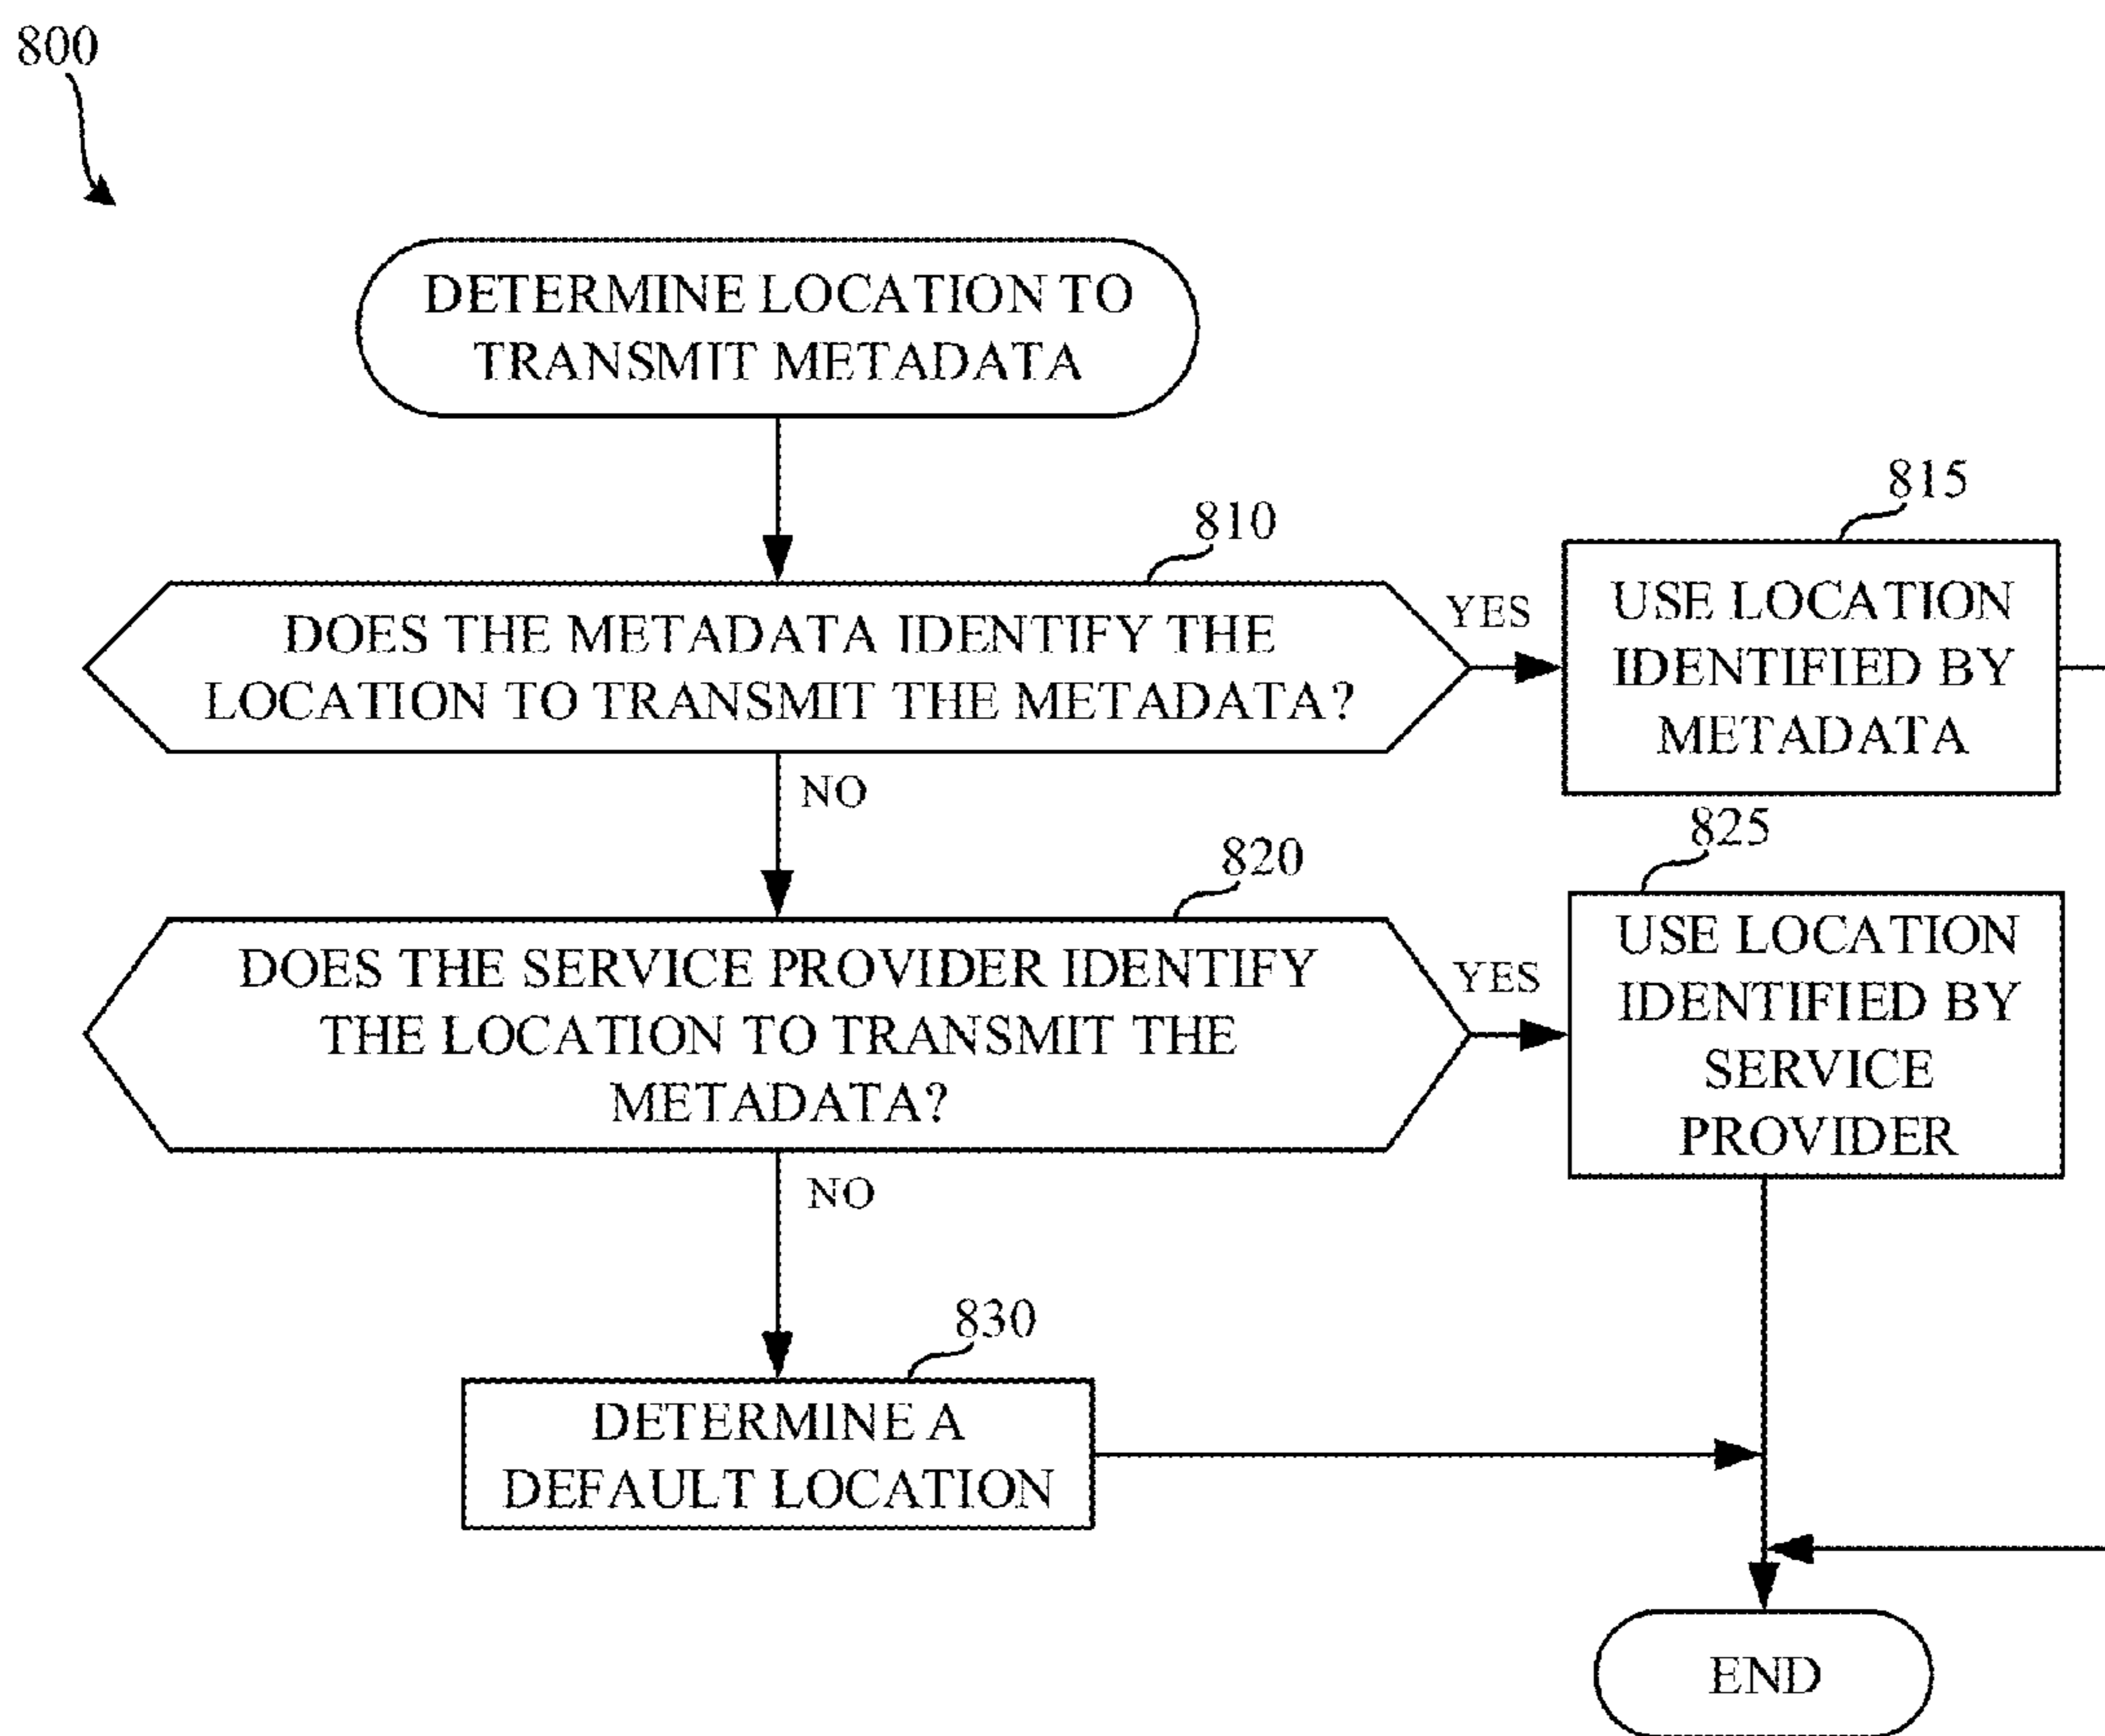 800
DETERMINE LOCATION TO
TRANSMIT METADATA
810
DOES THE METADATA IDENTIFY THE
LOCATION TO TRANSMIT THE METADATA?
YES
815
USE LOCATION
IDENTIFIED BY
METADATA
NO
820
DOES THE SERVICE PROVIDER IDENTIFY
THE LOCATION TO TRANSMIT THE
METADATA?
YES
825
USE LOCATION
IDENTIFIED BY
SERVICE
PROVIDER
NO
830
DETERMINE A
DEFAULT LOCATION
END